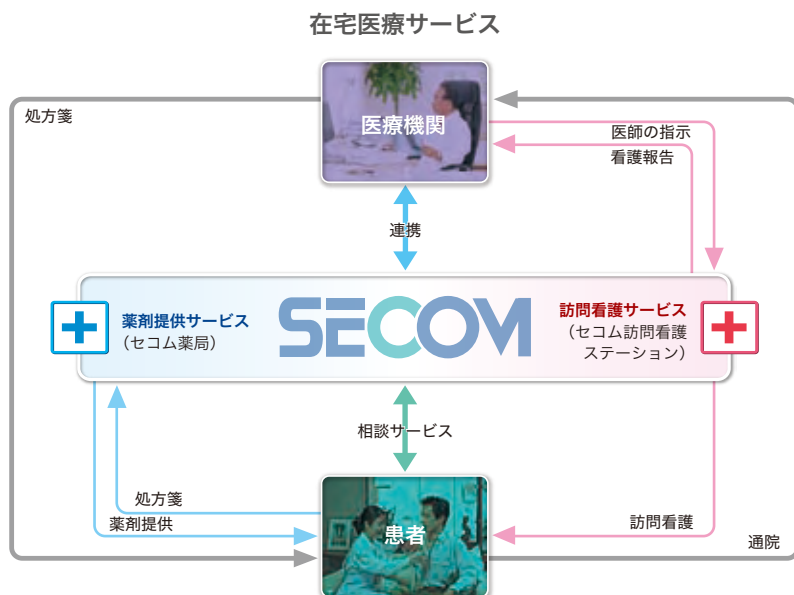 在宅医療サービス
処方箋
医療機関
医師の指示
看護報告
連携
薬剤提供サービス
（セコム薬局）
SECOM
訪問看護サービス
（セコム訪問看護
ステーション）
相談サービス
処方箋
薬剤提供
患者
訪問看護
通院